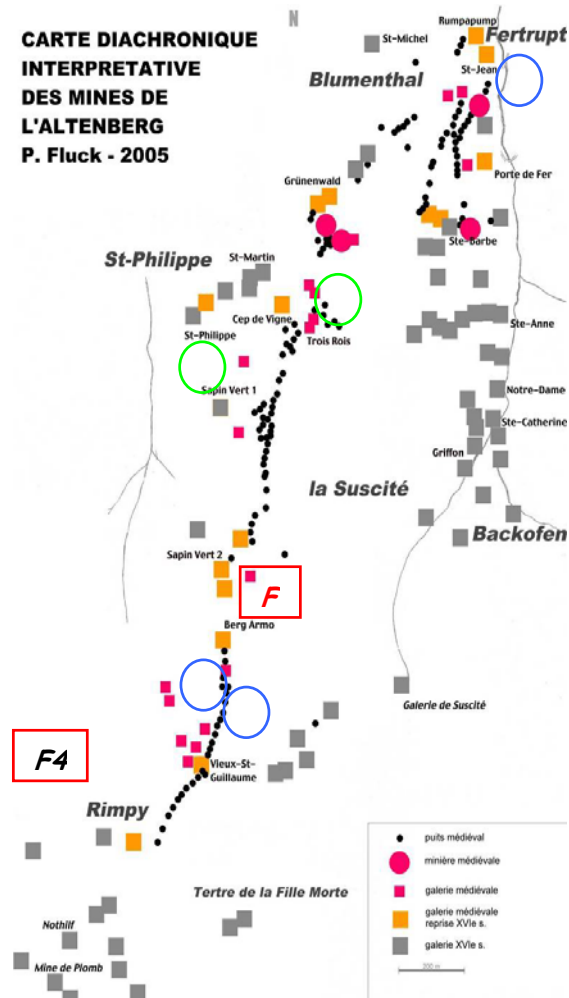 N
CARTE DIACHRONIQUE
INTERPRETATIVE
DES MINES DE
L'ALTENBERG
P. Fluck - 2005
Rumpapump
Fertrupt
St-Michel
St-Jean
Blumenthal
Porte de Fer
Grünenwald
Ste-Barbe
St-Philippe
St-Martin
Cep de Vigne
St-Philippe
Trois Rois
Ste-Anne
Sapin Vert 1
Notre-Dame
Ste-Catherine
Griffon
la Suscité
Backofen
Sapin Vert 2
F
Berg Armo
Galerie de Suscité
F4
Vieux-St-
Guillaume
Rimpy
puits médiéval
minière médiévale
galerie médiévale
galerie médiévale
reprise XVIe s.
galerie XVIe s.
200 m
Tertre de la Fille Morte
Nothilf
Mine de Plomb